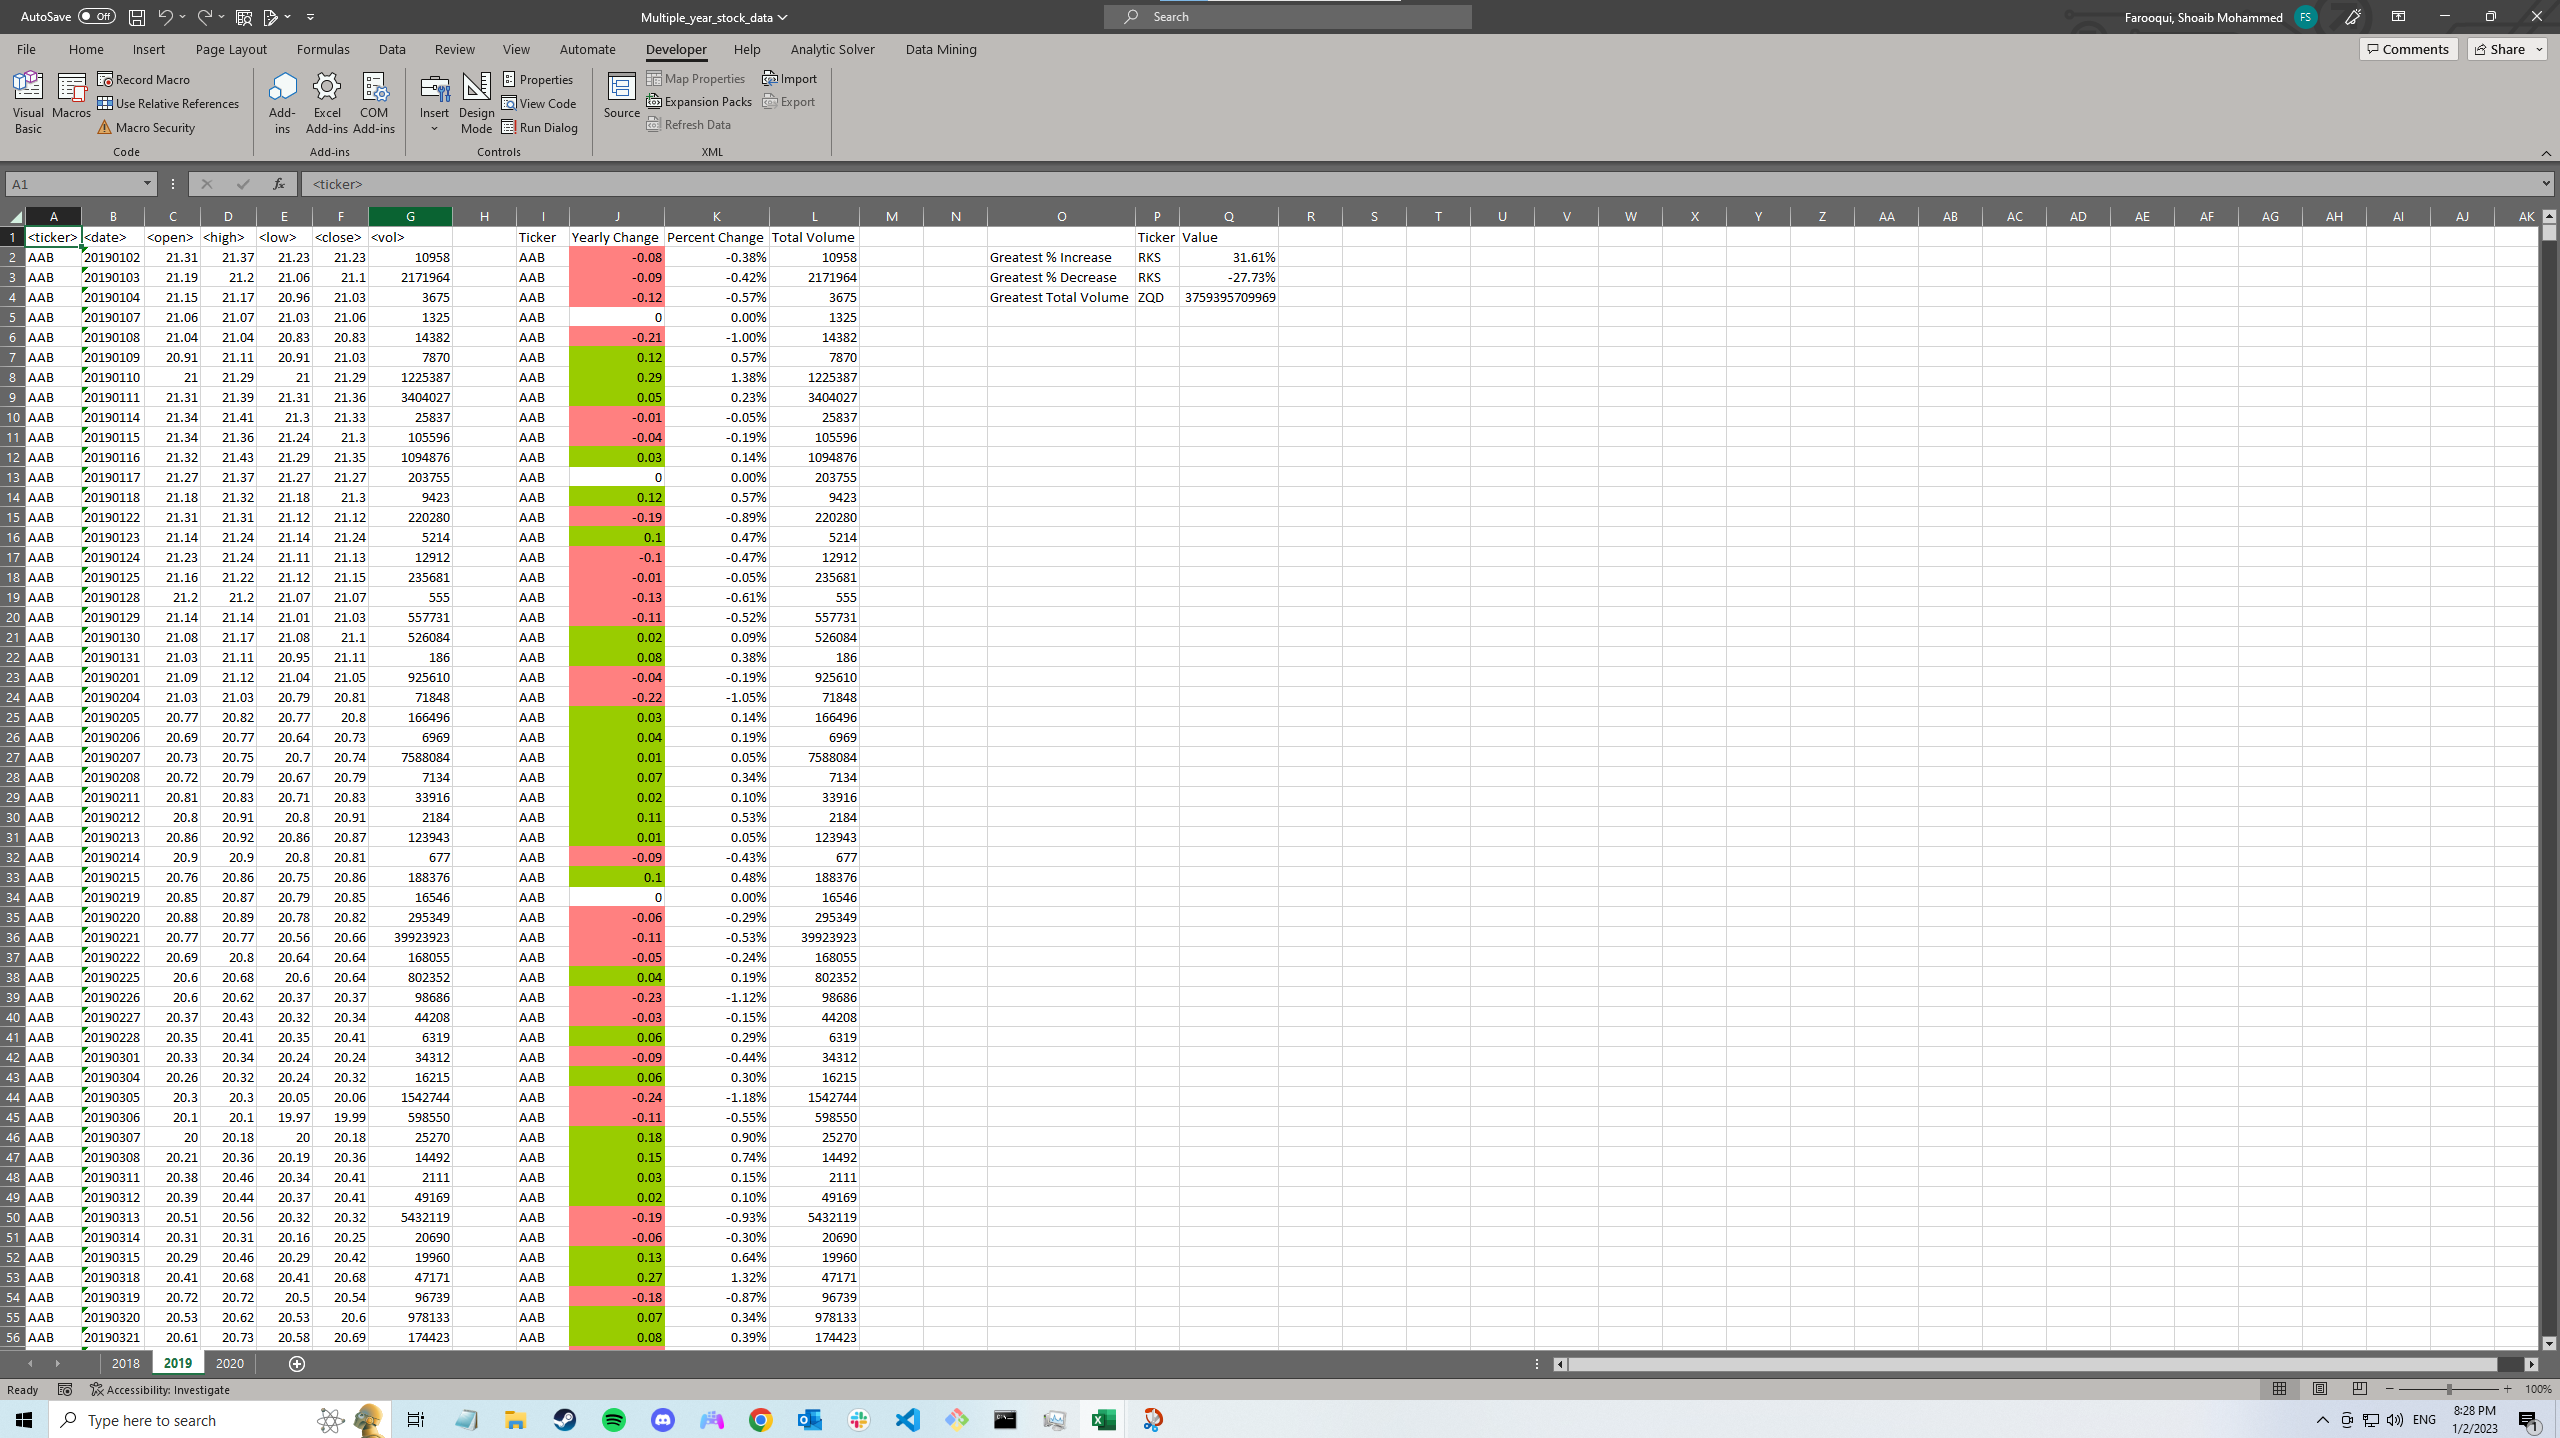 AutoSave Off Multiple_year_stock_data Search Farooqui, Shoaib Mohammed FS
File Home Insert Page Layout Formulas Data Review View Automate Developer Help Analytic Solver Data Mining Comments Share
Visual Basic Macros Record Macro Use Relative References Macro Security Add-ins Excel Add-ins COM Add-ins Insert Design Mode Properties View Code Run Dialog Source Map Properties Expansion Packs Refresh Data Import Export
Code Add-ins Controls XML
A1 fx <ticker>
A B C D E F G H I J K L M N O P Q R S T U V W X Y Z AA AB AC AD AE AF AG AH AI AJ AK
1 <ticker> <date> <open> <high> <low> <close> <vol> Ticker Yearly Change Percent Change Total Volume Ticker Value
2 AAB 20190102 21.31 21.37 21.23 21.23 10958 AAB -0.08 -0.38% 10958 Greatest % Increase RKS 31.61%
3 AAB 20190103 21.19 21.2 21.06 21.1 2171964 AAB -0.09 -0.42% 2171964 Greatest % Decrease RKS -27.73%
4 AAB 20190104 21.15 21.17 20.96 21.03 3675 AAB -0.12 -0.57% 3675 Greatest Total Volume ZQD 3759395709969
5 AAB 20190107 21.06 21.07 21.03 21.06 1325 AAB 0 0.00% 1325
6 AAB 20190108 21.04 21.04 20.83 20.83 14382 AAB -0.21 -1.00% 14382
7 AAB 20190109 20.91 21.11 20.91 21.03 7870 AAB 0.12 0.57% 7870
8 AAB 20190110 21 21.29 21 21.29 1225387 AAB 0.29 1.38% 1225387
9 AAB 20190111 21.31 21.39 21.31 21.36 3404027 AAB 0.05 0.23% 3404027
10 AAB 20190114 21.34 21.41 21.3 21.33 25837 AAB -0.01 -0.05% 25837
11 AAB 20190115 21.34 21.36 21.24 21.3 105596 AAB -0.04 -0.19% 105596
12 AAB 20190116 21.32 21.43 21.29 21.35 1094876 AAB 0.03 0.14% 1094876
13 AAB 20190117 21.27 21.37 21.27 21.27 203755 AAB 0 0.00% 203755
14 AAB 20190118 21.18 21.32 21.18 21.3 9423 AAB 0.12 0.57% 9423
15 AAB 20190122 21.31 21.31 21.12 21.12 220280 AAB -0.19 -0.89% 220280
16 AAB 20190123 21.14 21.24 21.14 21.24 5214 AAB 0.1 0.47% 5214
17 AAB 20190124 21.23 21.24 21.11 21.13 12912 AAB -0.1 -0.47% 12912
18 AAB 20190125 21.16 21.22 21.12 21.15 235681 AAB -0.01 -0.05% 235681
19 AAB 20190128 21.2 21.2 21.07 21.07 555 AAB -0.13 -0.61% 555
20 AAB 20190129 21.14 21.14 21.01 21.03 557731 AAB -0.11 -0.52% 557731
21 AAB 20190130 21.08 21.17 21.08 21.1 526084 AAB 0.02 0.09% 526084
22 AAB 20190131 21.03 21.11 20.95 21.11 186 AAB 0.08 0.38% 186
23 AAB 20190201 21.09 21.12 21.04 21.05 925610 AAB -0.04 -0.19% 925610
24 AAB 20190204 21.03 21.03 20.79 20.81 71848 AAB -0.22 -1.05% 71848
25 AAB 20190205 20.77 20.82 20.77 20.8 166496 AAB 0.03 0.14% 166496
26 AAB 20190206 20.69 20.77 20.64 20.73 6969 AAB 0.04 0.19% 6969
27 AAB 20190207 20.73 20.75 20.7 20.74 7588084 AAB 0.01 0.05% 7588084
28 AAB 20190208 20.72 20.79 20.67 20.79 7134 AAB 0.07 0.34% 7134
29 AAB 20190211 20.81 20.83 20.71 20.83 33916 AAB 0.02 0.10% 33916
30 AAB 20190212 20.8 20.91 20.8 20.91 2184 AAB 0.11 0.53% 2184
31 AAB 20190213 20.86 20.92 20.86 20.87 123943 AAB 0.01 0.05% 123943
32 AAB 20190214 20.9 20.9 20.8 20.81 677 AAB -0.09 -0.43% 677
33 AAB 20190215 20.76 20.86 20.75 20.86 188376 AAB 0.1 0.48% 188376
34 AAB 20190219 20.85 20.87 20.79 20.85 16546 AAB 0 0.00% 16546
35 AAB 20190220 20.88 20.89 20.78 20.82 295349 AAB -0.06 -0.29% 295349
36 AAB 20190221 20.77 20.77 20.56 20.66 39923923 AAB -0.11 -0.53% 39923923
37 AAB 20190222 20.69 20.8 20.64 20.64 168055 AAB -0.05 -0.24% 168055
38 AAB 20190225 20.6 20.68 20.6 20.64 802352 AAB 0.04 0.19% 802352
39 AAB 20190226 20.6 20.62 20.37 20.37 98686 AAB -0.23 -1.12% 98686
40 AAB 20190227 20.37 20.43 20.32 20.34 44208 AAB -0.03 -0.15% 44208
41 AAB 20190228 20.35 20.41 20.35 20.41 6319 AAB 0.06 0.29% 6319
42 AAB 20190301 20.33 20.34 20.24 20.24 34312 AAB -0.09 -0.44% 34312
43 AAB 20190304 20.26 20.32 20.24 20.32 16215 AAB 0.06 0.30% 16215
44 AAB 20190305 20.3 20.3 20.05 20.06 1542744 AAB -0.24 -1.18% 1542744
45 AAB 20190306 20.1 20.1 19.97 19.99 598550 AAB -0.11 -0.55% 598550
46 AAB 20190307 20 20.18 20 20.18 25270 AAB 0.18 0.90% 25270
47 AAB 20190308 20.21 20.36 20.19 20.36 14492 AAB 0.15 0.74% 14492
48 AAB 20190311 20.38 20.46 20.34 20.41 2111 AAB 0.03 0.15% 2111
49 AAB 20190312 20.39 20.44 20.37 20.41 49169 AAB 0.02 0.10% 49169
50 AAB 20190313 20.51 20.56 20.32 20.32 5432119 AAB -0.19 -0.93% 5432119
51 AAB 20190314 20.31 20.31 20.16 20.25 20690 AAB -0.06 -0.30% 20690
52 AAB 20190315 20.29 20.46 20.29 20.42 19960 AAB 0.13 0.64% 19960
53 AAB 20190318 20.41 20.68 20.41 20.68 47171 AAB 0.27 1.32% 47171
54 AAB 20190319 20.72 20.72 20.5 20.54 96739 AAB -0.18 -0.87% 96739
55 AAB 20190320 20.53 20.62 20.53 20.6 978133 AAB 0.07 0.34% 978133
56 AAB 20190321 20.61 20.73 20.58 20.69 174423 AAB 0.08 0.39% 174423
2018 2019 2020
Ready Accessibility: Investigate 100%
Type here to search ENG 8:28 PM 1/2/2023 1